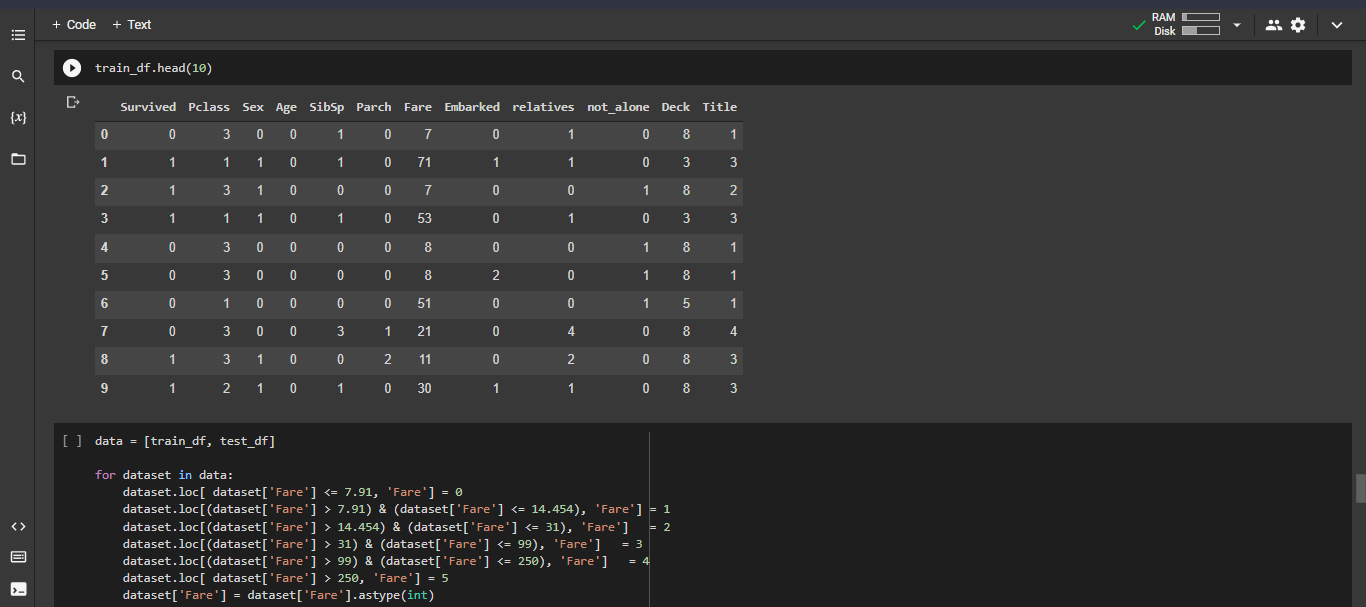 + Code + Text
RAM
Disk
{x}
train_df.head(10)
Survived Pclass Sex Age SibSp Parch Fare Embarked relatives not_alone Deck Title
0 0 3 0 0 1 0 7 0 1 0 8 1
1 1 1 1 0 1 0 71 1 1 0 3 3
2 1 3 1 0 0 0 7 0 0 1 8 2
3 1 1 1 0 1 0 53 0 1 0 3 3
4 0 3 0 0 0 0 8 0 0 1 8 1
5 0 3 0 0 0 0 8 2 0 1 8 1
6 0 1 0 0 0 0 51 0 0 1 5 1
7 0 3 0 0 3 1 21 0 4 0 8 4
8 1 3 1 0 0 2 11 0 2 0 8 3
9 1 2 1 0 1 0 30 1 1 0 8 3
[ ] data = [train_df, test_df]
for dataset in data:
dataset.loc[ dataset['Fare'] <= 7.91, 'Fare'] = 0
dataset.loc[(dataset['Fare'] > 7.91) & (dataset['Fare'] <= 14.454), 'Fare'] = 1
dataset.loc[(dataset['Fare'] > 14.454) & (dataset['Fare'] <= 31), 'Fare']   = 2
dataset.loc[(dataset['Fare'] > 31) & (dataset['Fare'] <= 99), 'Fare']   = 3
dataset.loc[(dataset['Fare'] > 99) & (dataset['Fare'] <= 250), 'Fare']   = 4
dataset.loc[ dataset['Fare'] > 250, 'Fare'] = 5
dataset['Fare'] = dataset['Fare'].astype(int)